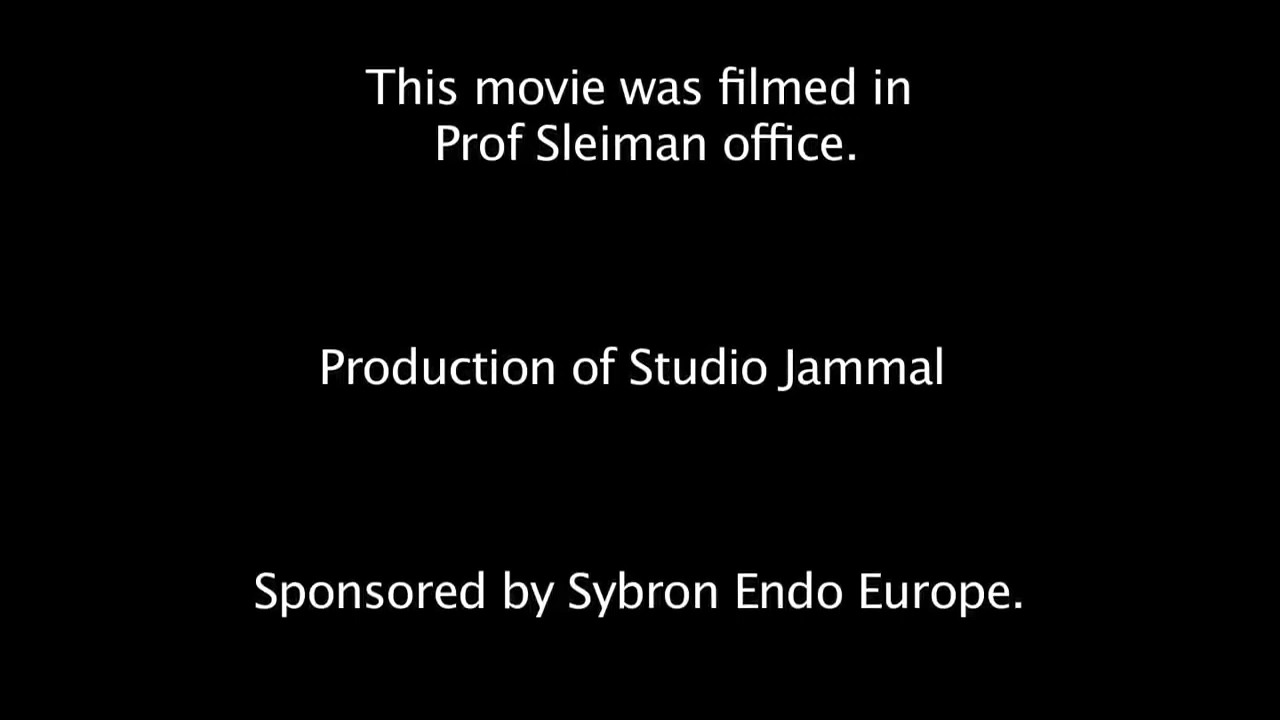 This movie was filmed in
Prof Sleiman office.
Production of Studio Jammal
Sponsored by Sybron Endo Europe.